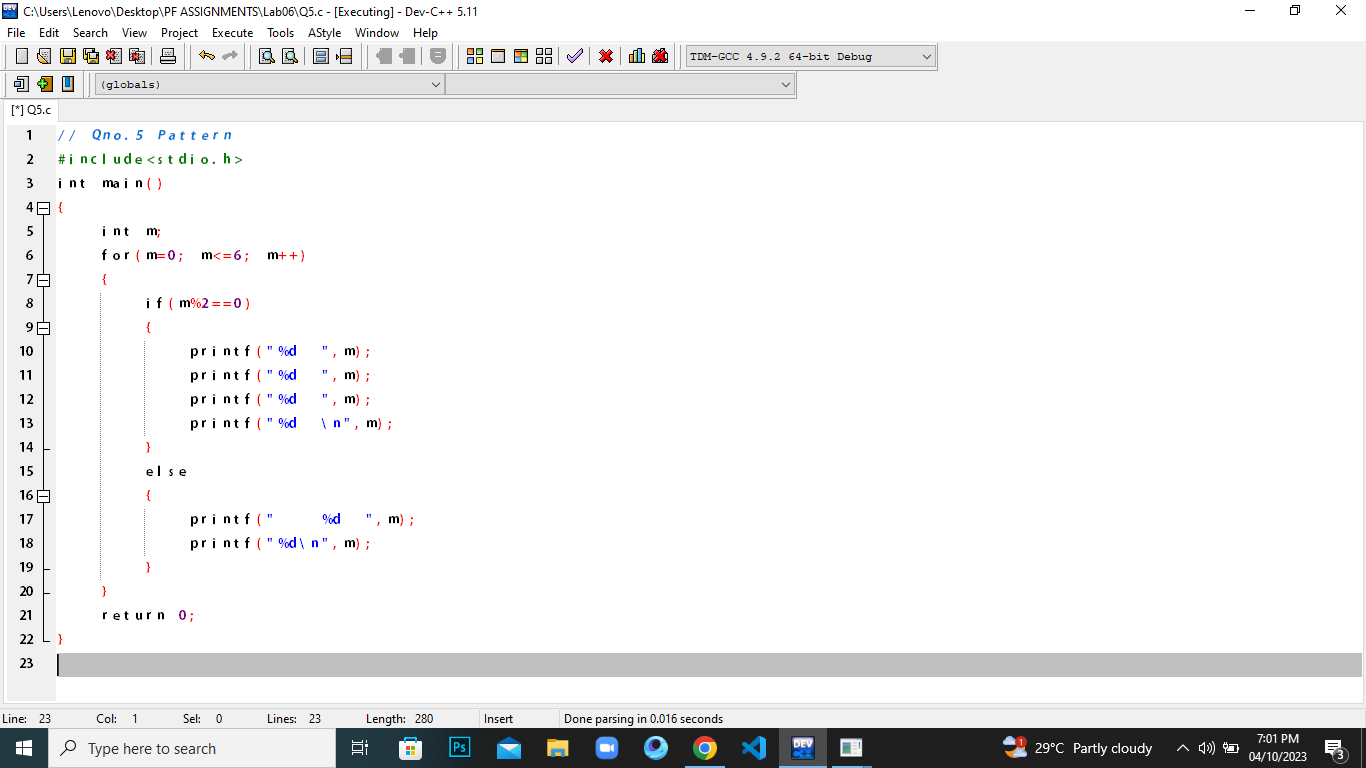 C:\Users\Lenovo\Desktop\PF ASSIGNMENTS\Lab06\Q5.c - [Executing] - Dev-C++ 5.11
File Edit Search View Project Execute Tools AStyle Window Help
TDM-GCC 4.9.2 64-bit Debug
(globals)
[*] Q5.c
1 // Qno.5 Pattern
2 #include<stdio.h>
3 int main()
4 {
5 int m;
6 for(m=0; m<=6; m++)
7 {
8 if(m%2==0)
9 {
10 printf("%d  ",m);
11 printf("%d  ",m);
12 printf("%d  ",m);
13 printf("%d  \n",m);
14 }
15 else
16 {
17 printf("    %d  ",m);
18 printf("%d\n",m);
19 }
20 }
21 return 0;
22 }
23
Line: 23 Col: 1 Sel: 0 Lines: 23 Length: 280 Insert Done parsing in 0.016 seconds
Type here to search
Ps
DEV
1
29°C Partly cloudy
7:01 PM
04/10/2023
3